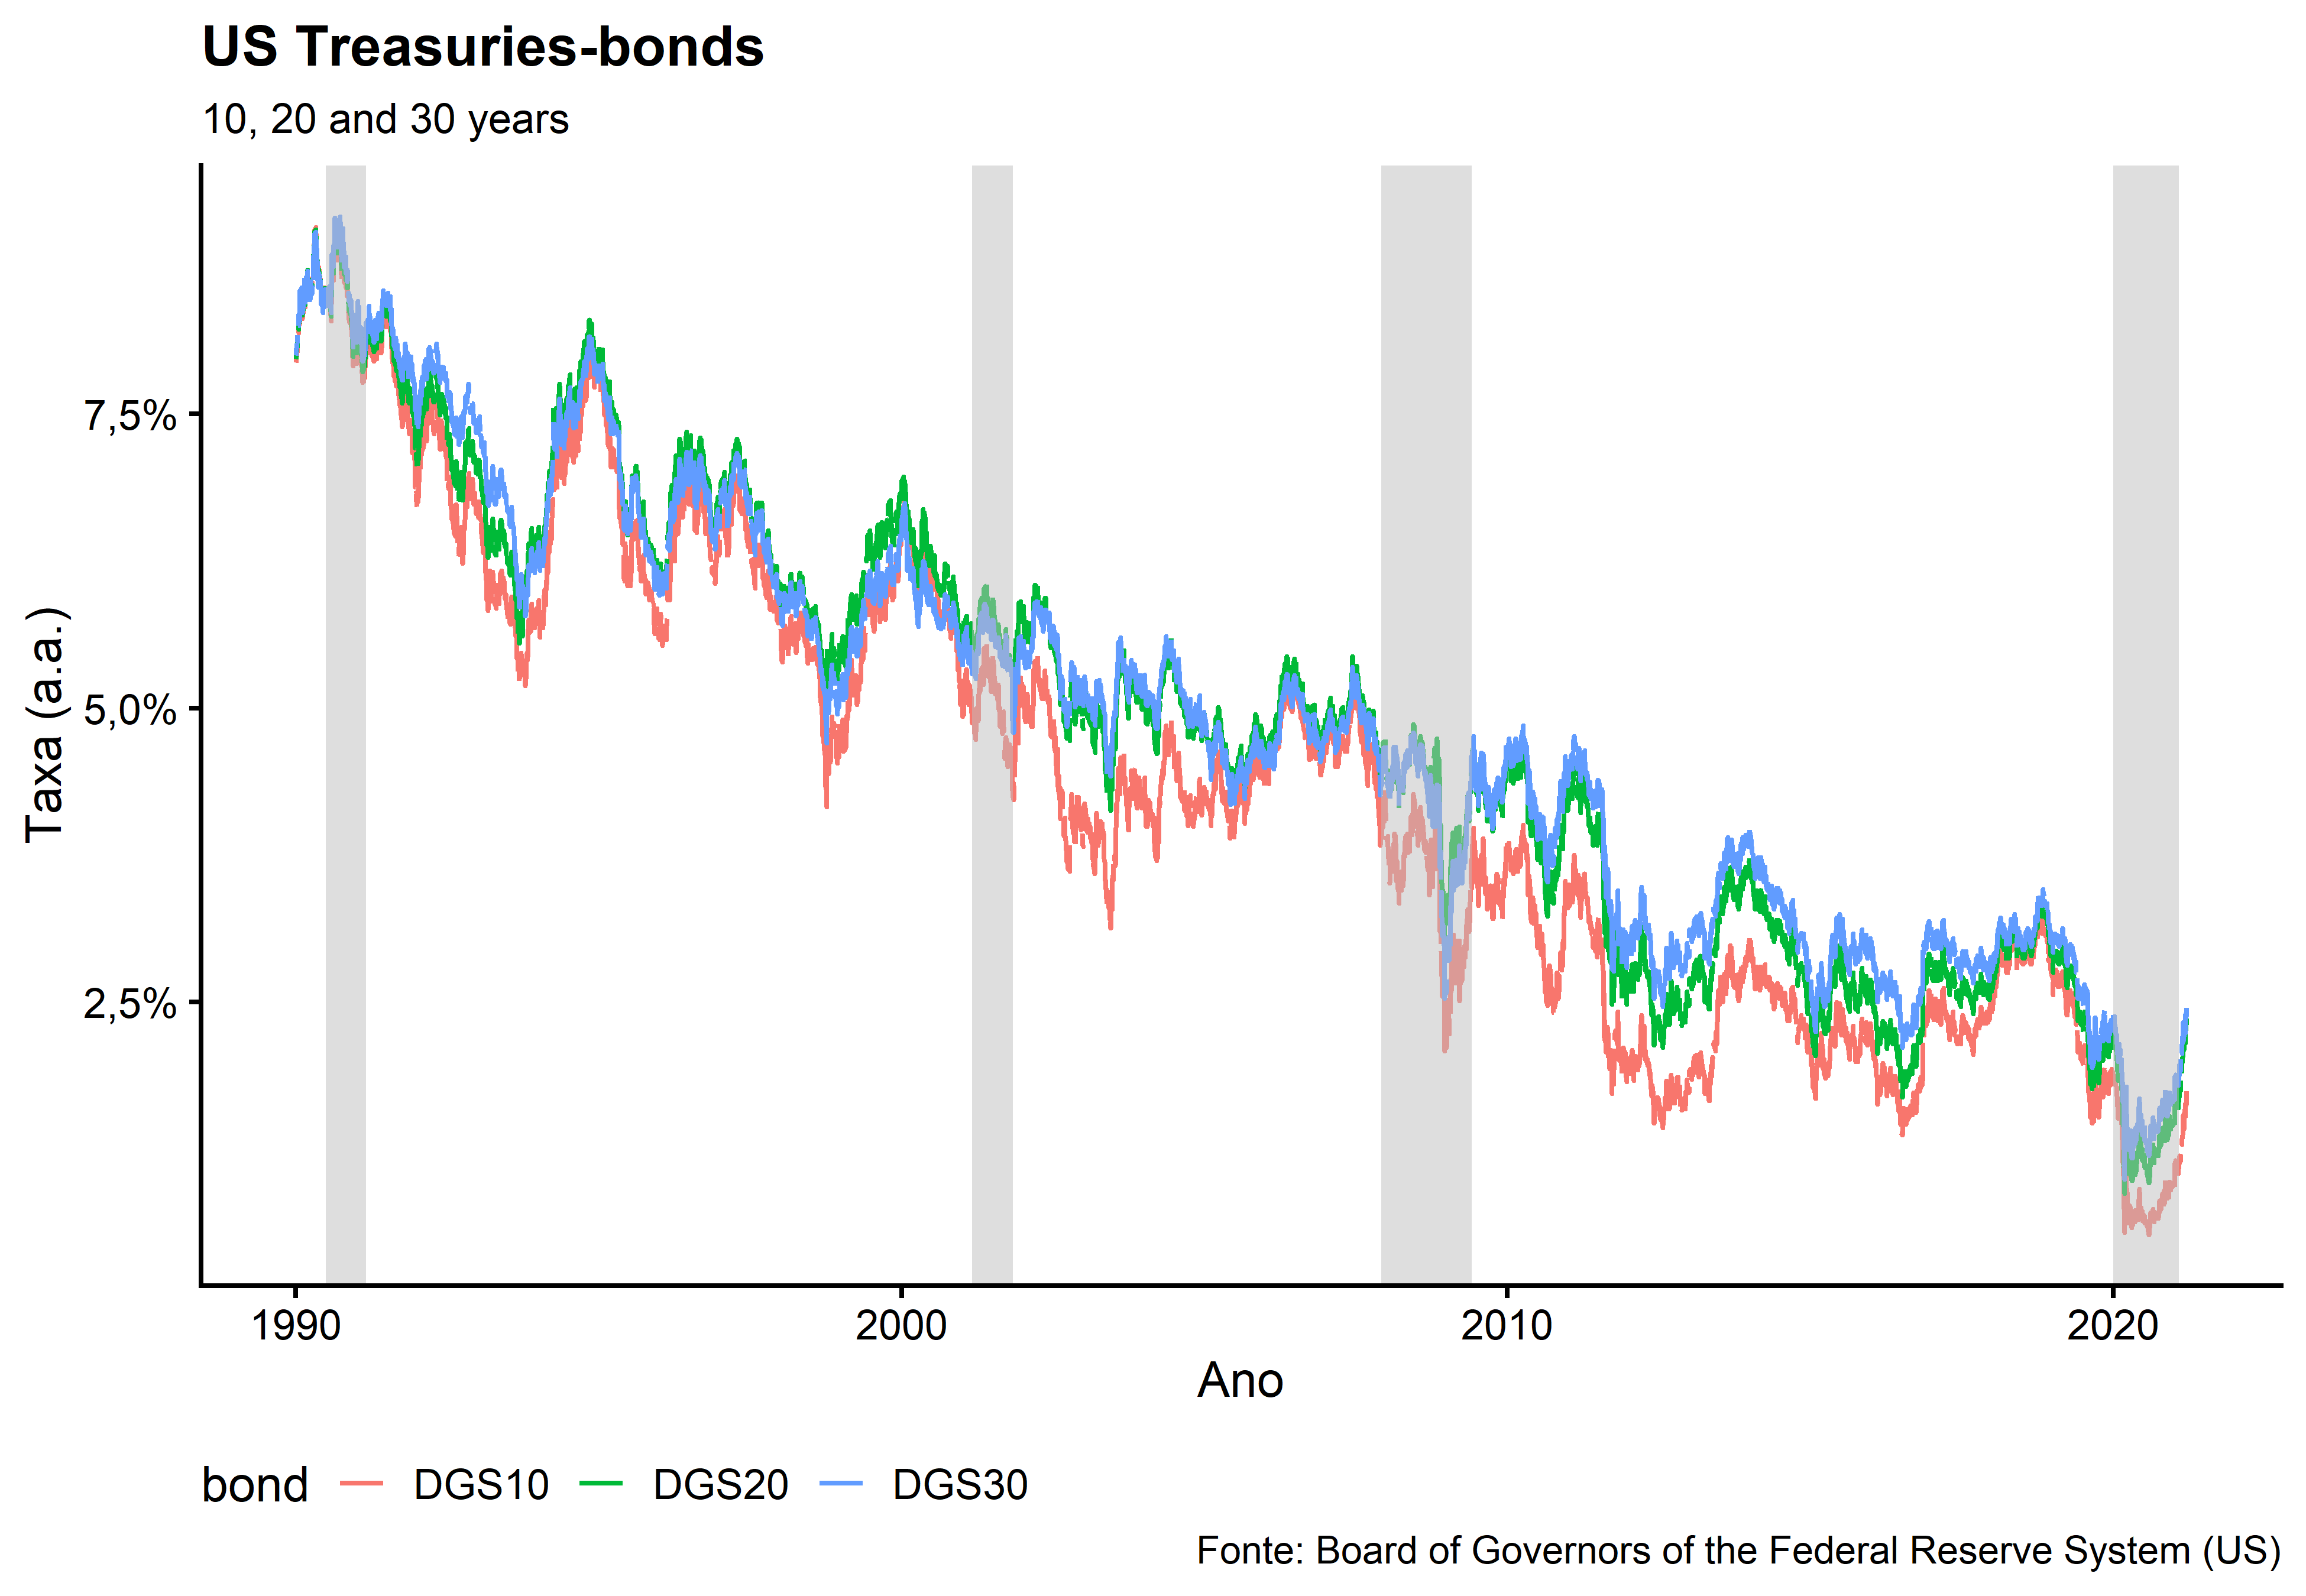 US Treasuries-bonds
10, 20 and 30 years
Taxa (a.a.)
7,5%
5,0%
2,5%
1990 2000 2010 2020
Ano
bond DGS10 DGS20 DGS30
Fonte: Board of Governors of the Federal Reserve System (US)